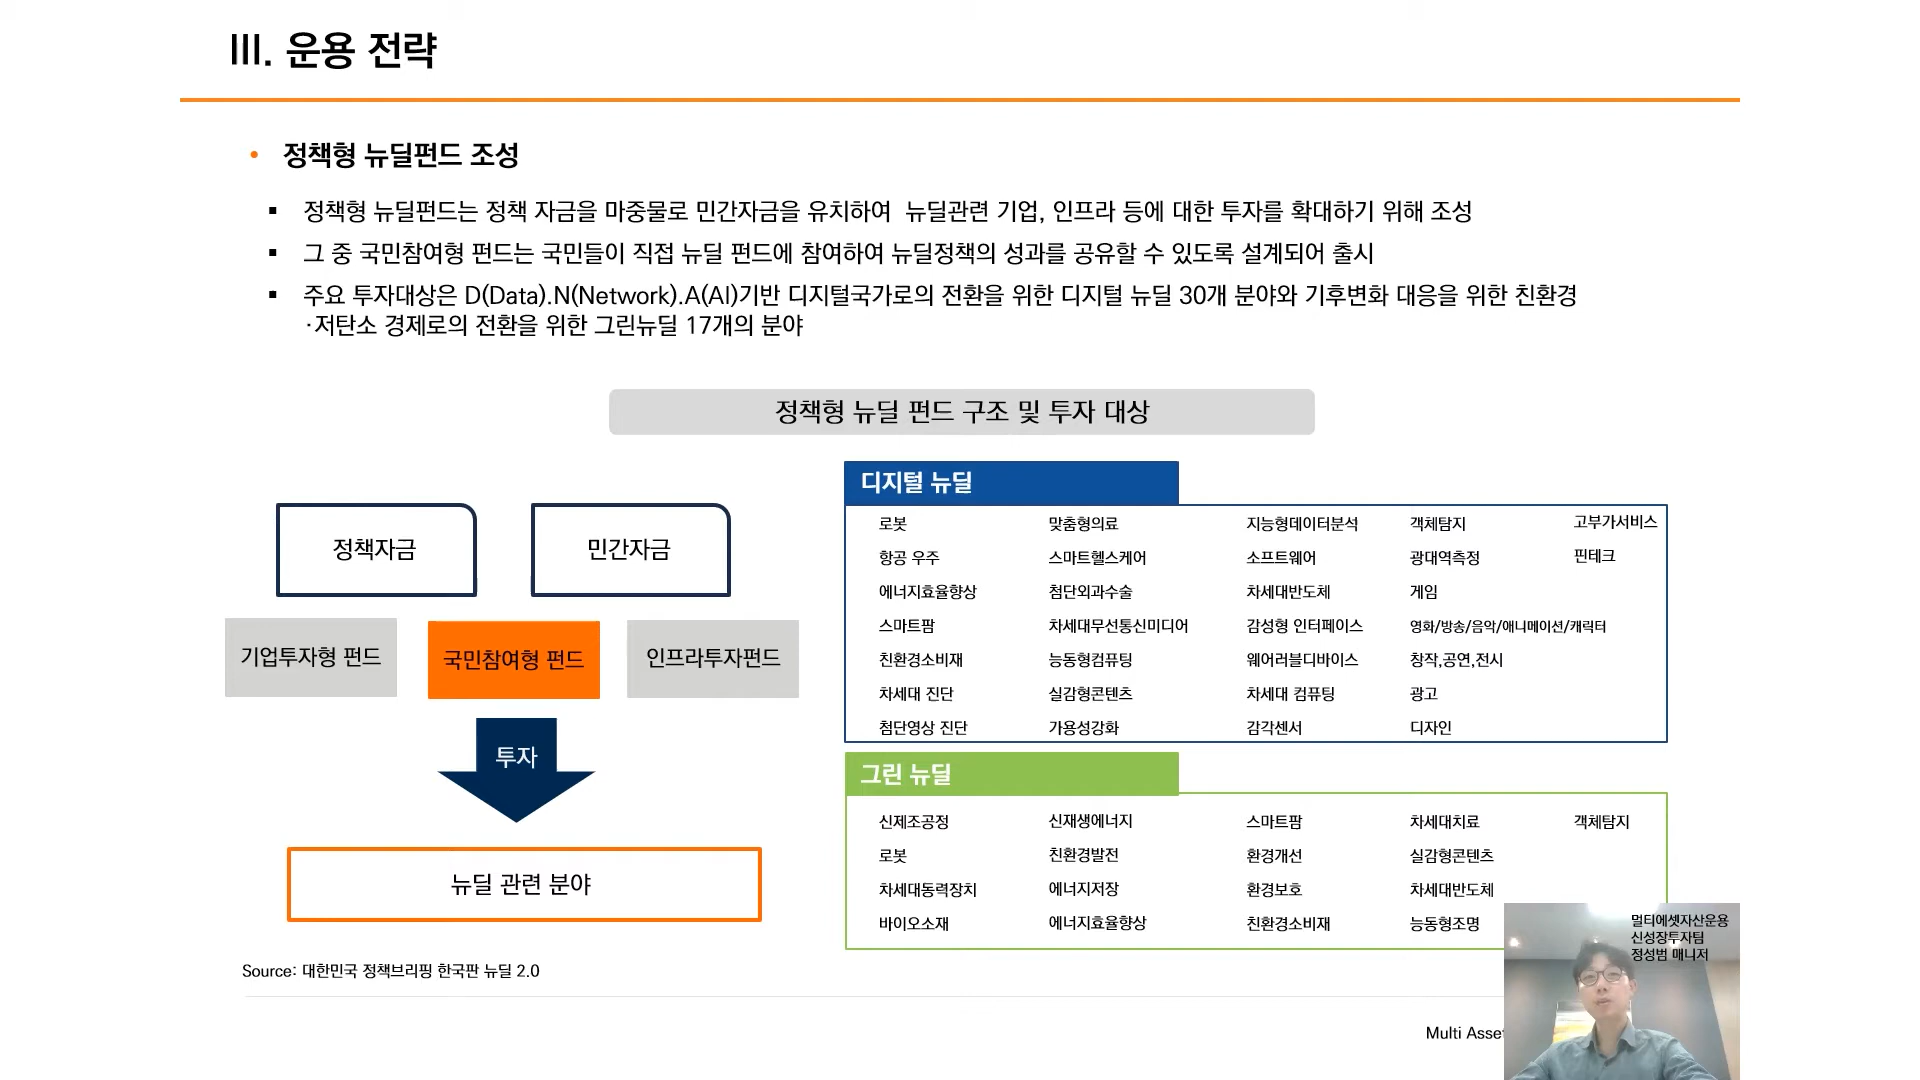 III. 운용 전략
• 정책형 뉴딜펀드 조성
▪ 정책형 뉴딜펀드는 정책 자금을 마중물로 민간자금을 유치하여 뉴딜관련 기업, 인프라 등에 대한 투자를 확대하기 위해 조성
▪ 그 중 국민참여형 펀드는 국민들이 직접 뉴딜 펀드에 참여하여 뉴딜정책의 성과를 공유할 수 있도록 설계되어 출시
▪ 주요 투자대상은 D(Data).N(Network).A(AI)기반 디지털국가로의 전환을 위한 디지털 뉴딜 30개 분야와 기후변화 대응을 위한 친환경
·저탄소 경제로의 전환을 위한 그린뉴딜 17개의 분야
정책형 뉴딜 펀드 구조 및 투자 대상
정책자금 민간자금
기업투자형 펀드 국민참여형 펀드 인프라투자펀드
투자
뉴딜 관련 분야
디지털 뉴딜
로봇 맞춤형의료 지능형데이터분석 객체탐지 고부가서비스
항공 우주 스마트헬스케어 소프트웨어 광대역측정 핀테크
에너지효율향상 첨단외과수술 차세대반도체 게임
스마트팜 차세대무선통신미디어 감성형 인터페이스 영화/방송/음악/애니메이션/캐릭터
친환경소비재 능동형컴퓨팅 웨어러블디바이스 창작,공연,전시
차세대 진단 실감형콘텐츠 차세대 컴퓨팅 광고
첨단영상 진단 가용성강화 감각센서 디자인
그린 뉴딜
신제조공정 신재생에너지 스마트팜 차세대치료 객체탐지
로봇 친환경발전 환경개선 실감형콘텐츠
차세대동력장치 에너지저장 환경보호 차세대반도체
바이오소재 에너지효율향상 친환경소비재 능동형조명
Source: 대한민국 정책브리핑 한국판 뉴딜 2.0
멀티에셋자산운용
신성장투자팀
정성범 매니저
Multi Asse